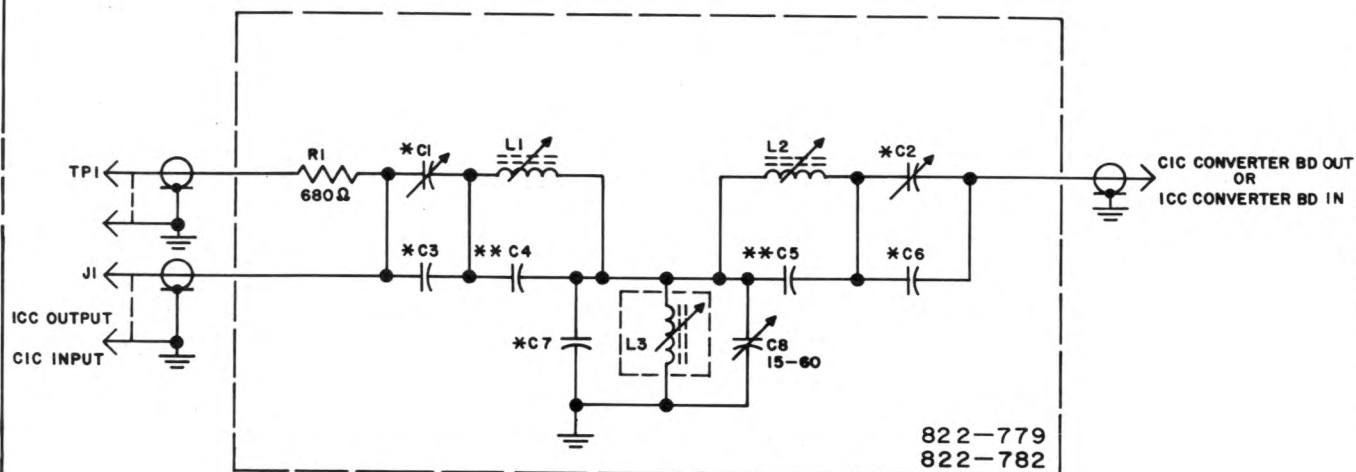 TP1
R1
680Ω
*C1
L1
L2
*C2
CIC CONVERTER BD OUT
OR
ICC CONVERTER BD IN
J1
*C3
**C4
**C5
*C6
ICC OUTPUT
CIC INPUT
*C7
L3
C8
15-60
822-779
822-782